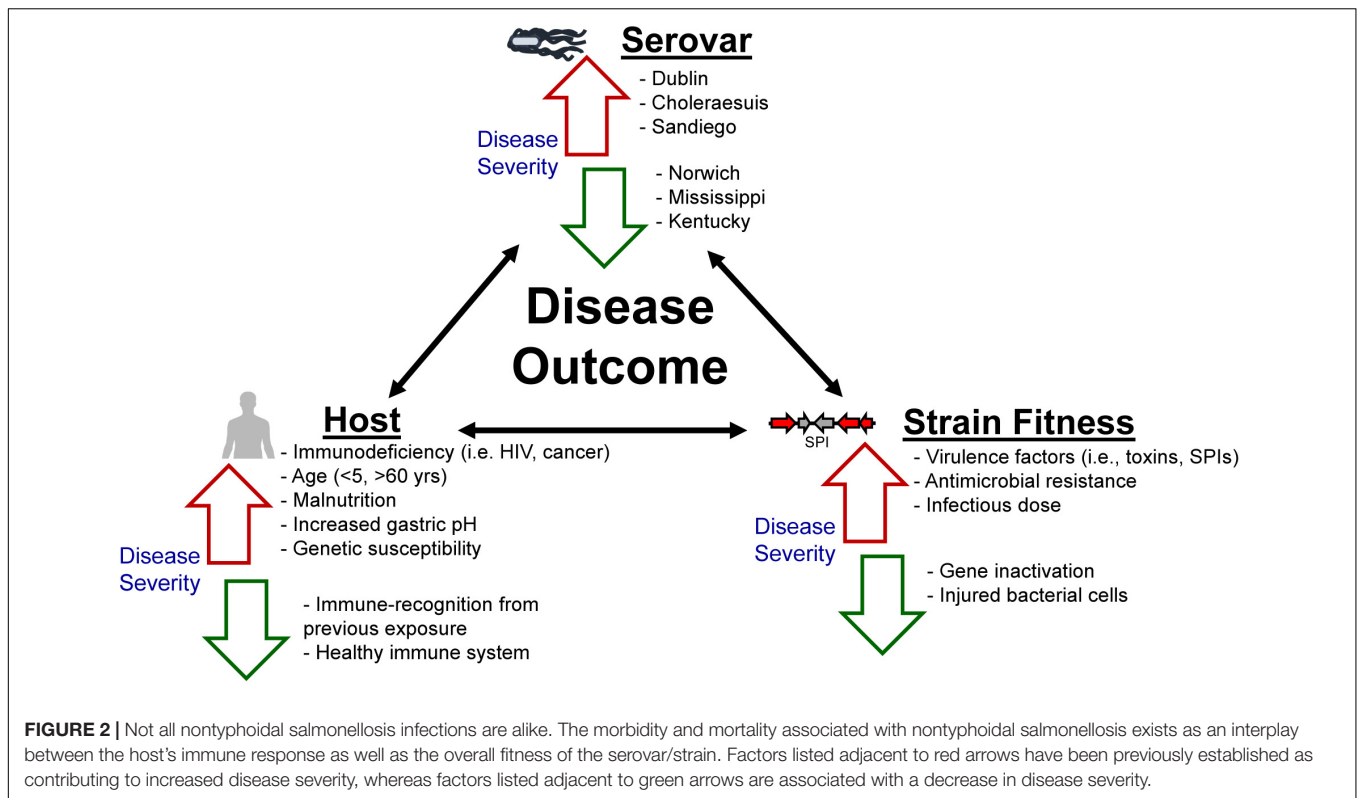 Serovar
- Dublin
- Choleraesuis
- Sandiego
Disease
Severity
- Norwich
- Mississippi
- Kentucky
Disease
Outcome
Host
- Immunodeficiency (i.e. HIV, cancer)
- Age (<5, >60 yrs)
- Malnutrition
- Increased gastric pH
- Genetic susceptibility
Disease
Severity
- Immune-recognition from
previous exposure
- Healthy immune system
SPI
Strain Fitness
- Virulence factors (i.e., toxins, SPIs)
- Antimicrobial resistance
- Infectious dose
Disease
Severity
- Gene inactivation
- Injured bacterial cells
FIGURE 2 | Not all nontyphoidal salmonellosis infections are alike. The morbidity and mortality associated with nontyphoidal salmonellosis exists as an interplay
between the host's immune response as well as the overall fitness of the serovar/strain. Factors listed adjacent to red arrows have been previously established as
contributing to increased disease severity, whereas factors listed adjacent to green arrows are associated with a decrease in disease severity.